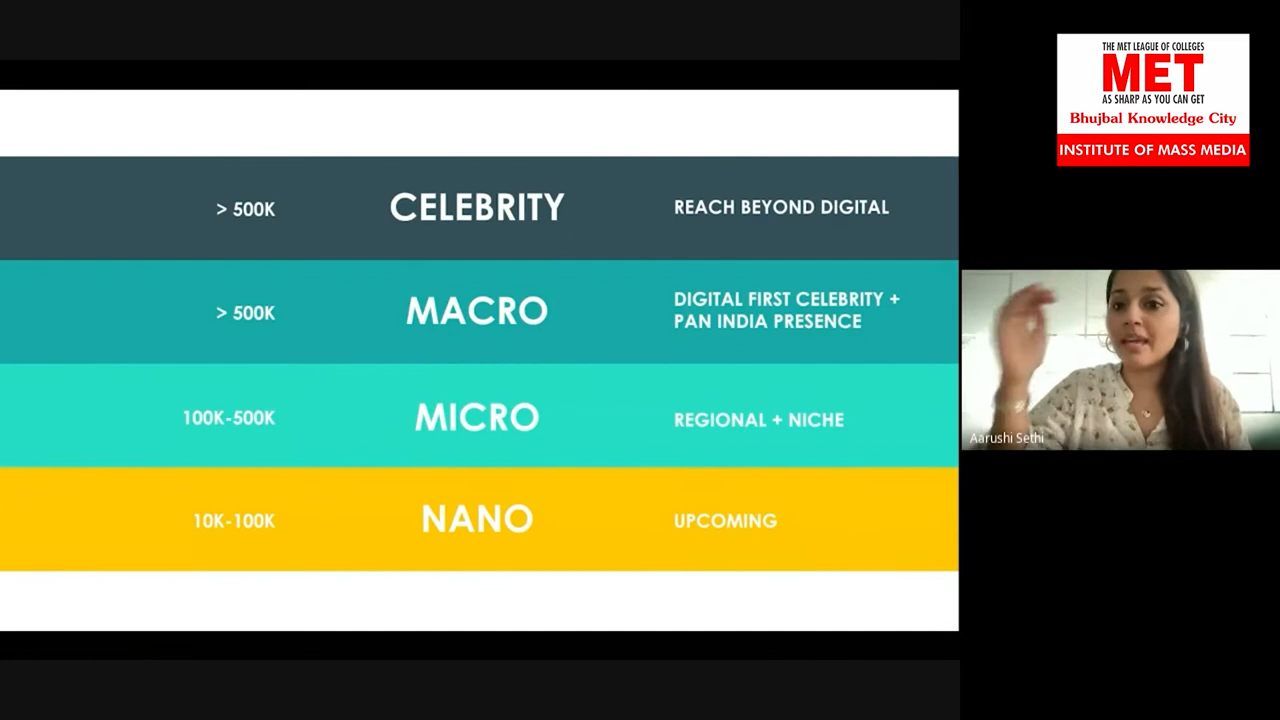 > 500K CELEBRITY REACH BEYOND DIGITAL
> 500K MACRO DIGITAL FIRST CELEBRITY +
PAN INDIA PRESENCE
100K-500K MICRO REGIONAL + NICHE
10K-100K NANO UPCOMING
THE MET LEAGUE OF COLLEGES
MET
AS SHARP AS YOU CAN GET
Bhujbal Knowledge City
INSTITUTE OF MASS MEDIA
Aarushi Sethi